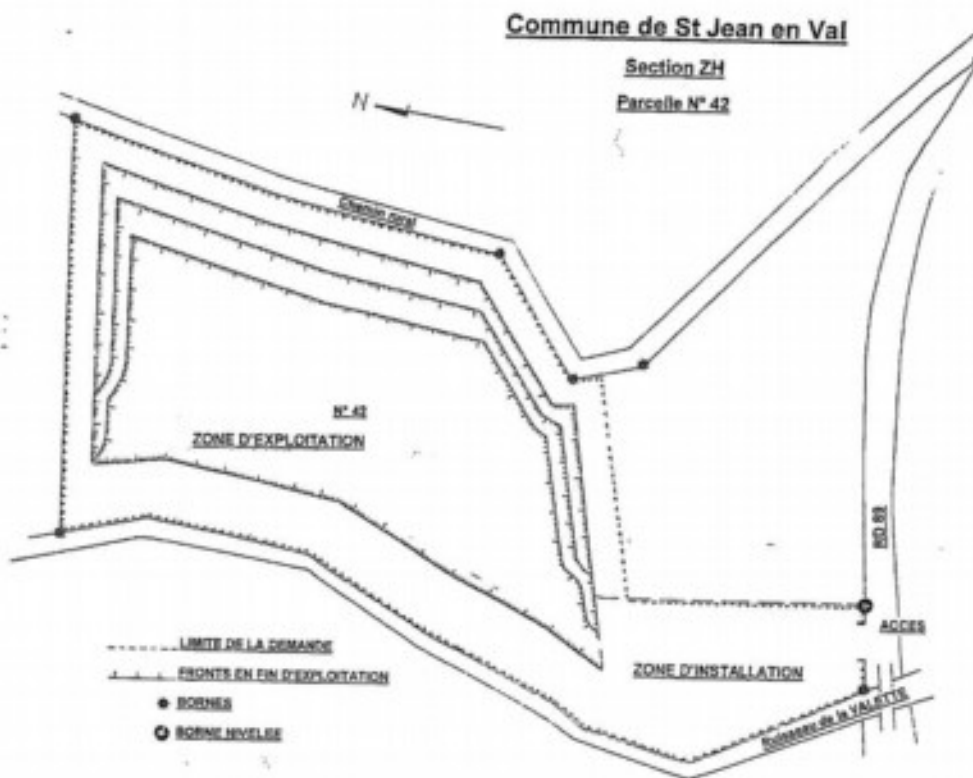 Commune de St Jean en Val
Section ZH
Parcelle N° 42
N
Chemin rural
N° 42
ZONE D'EXPLOITATION
RD 89
ACCES
ZONE D'INSTALLATION
Ruisseau de la VALETTE
LIMITE DE LA DEMANDE
FRONTS EN FIN D'EXPLOITATION
BORNES
BORNE NIVELEE